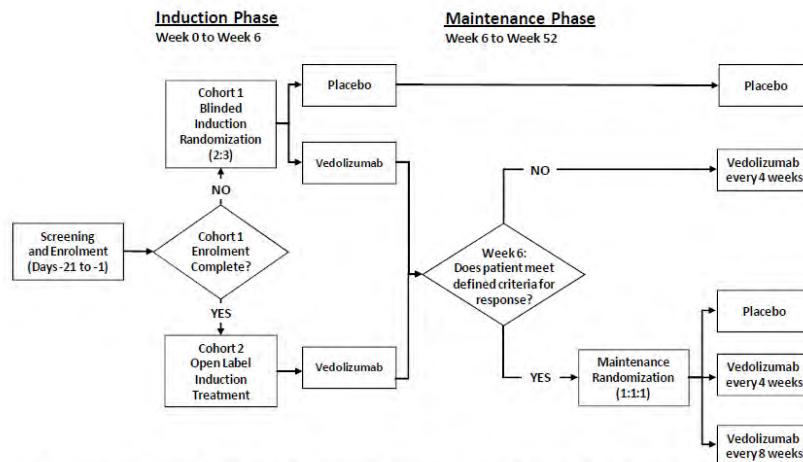 Induction Phase
Week 0 to Week 6
Maintenance Phase
Week 6 to Week 52
Cohort 1
Blinded
Induction
Randomization
(2:3)
Placebo
Placebo
Vedolizumab
NO
Vedolizumab
every 4 weeks
NO
Screening
and Enrolment
(Days -21 to -1)
Cohort 1
Enrolment
Complete?
Week 6:
Does patient meet
defined criteria for
response?
YES
Cohort 2
Open Label
Induction
Treatment
Vedolizumab
YES
Maintenance
Randomization
(1:1:1)
Placebo
Vedolizumab
every 4 weeks
Vedolizumab
every 8 weeks